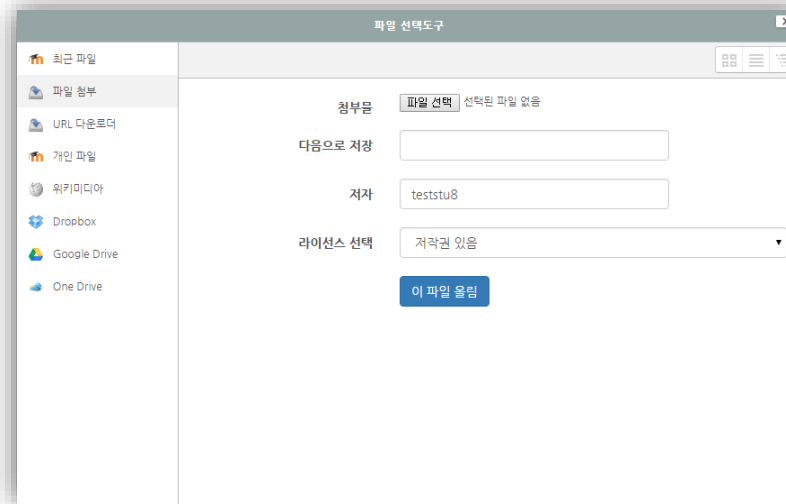 파일 선택도구
최근 파일
파일 첨부
URL 다운로더
개인 파일
위키미디어
Dropbox
Google Drive
One Drive
첨부물 파일 선택 선택된 파일 없음
다음으로 저장
저자 teststu8
라이선스 선택 저작권 있음
이 파일 올림